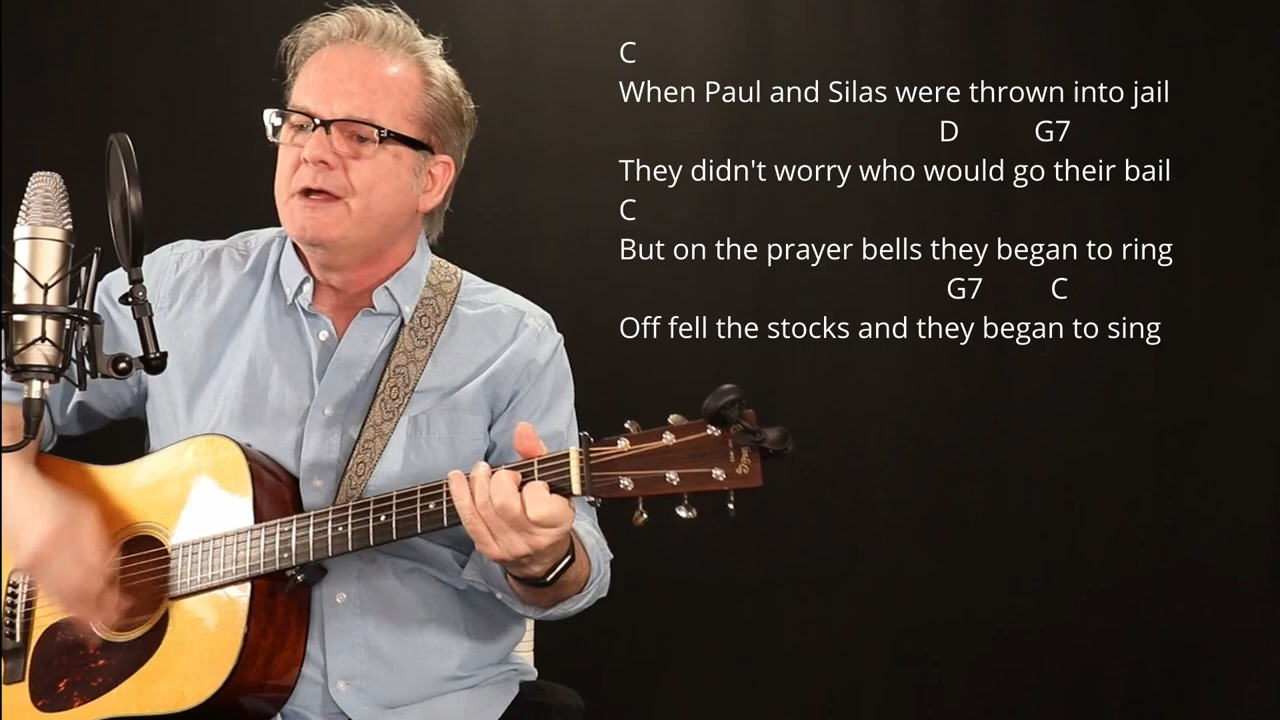 C
When Paul and Silas were thrown into jail
D G7
They didn't worry who would go their bail
C
But on the prayer bells they began to ring
G7 C
Off fell the stocks and they began to sing